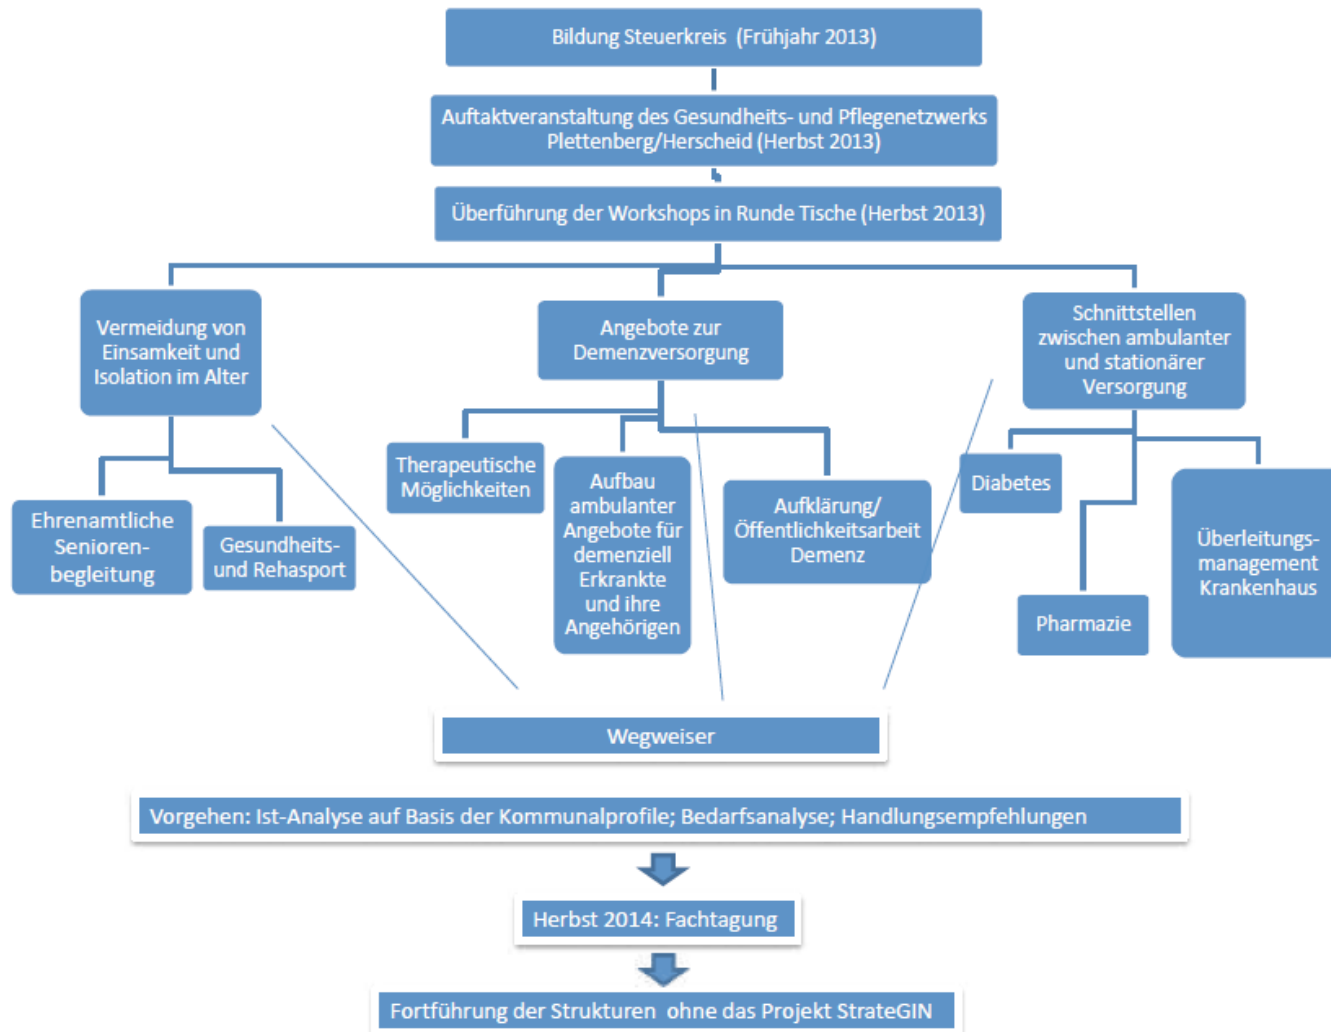 Bildung Steuerkreis (Frühjahr 2013)
Auftaktveranstaltung des Gesundheits- und Pflegenetzwerks
Plettenberg/Herscheid (Herbst 2013)
Überführung der Workshops in Runde Tische (Herbst 2013)
Vermeidung von
Einsamkeit und
Isolation im Alter
Angebote zur
Demenzversorgung
Schnittstellen
zwischen ambulanter
und stationärer
Versorgung
Ehrenamtliche
Senioren-
begleitung
Gesundheits-
und Rehasport
Therapeutische
Möglichkeiten
Aufbau
ambulanter
Angebote für
demenziell
Erkrankte
und ihre
Angehörigen
Aufklärung/
Öffentlichkeitsarbeit
Demenz
Diabetes
Pharmazie
Überleitungs-
management
Krankenhaus
Wegweiser
Vorgehen: Ist-Analyse auf Basis der Kommunalprofile; Bedarfsanalyse; Handlungsempfehlungen
Herbst 2014: Fachtagung
Fortführung der Strukturen ohne das Projekt StrateGIN